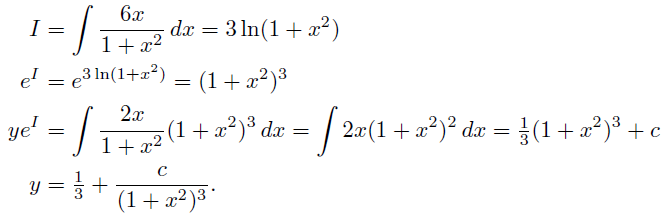 I = ∫ 6x/(1 + x²) dx = 3 ln(1 + x²)
e^I = e^{3 ln(1+x²)} = (1 + x²)³
ye^I = ∫ 2x/(1 + x²) (1 + x²)³ dx = ∫ 2x(1 + x²)² dx = 1/3 (1 + x²)³ + c
y = 1/3 + c/(1 + x²)³.